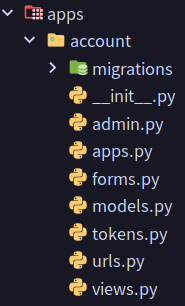 apps
account
migrations
__init__.py
admin.py
apps.py
forms.py
models.py
tokens.py
urls.py
views.py